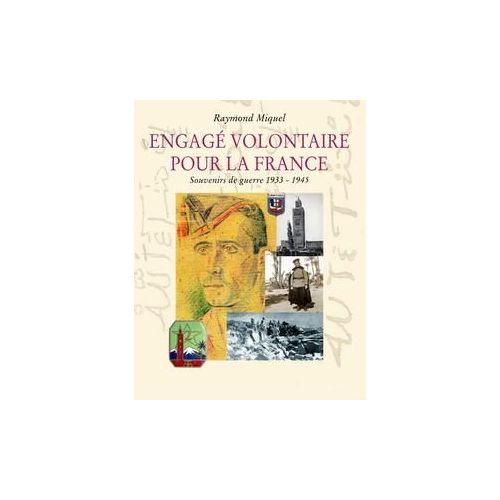 Raymond Miquel
ENGAGÉ VOLONTAIRE
POUR LA FRANCE
Souvenirs de guerre 1933 - 1945